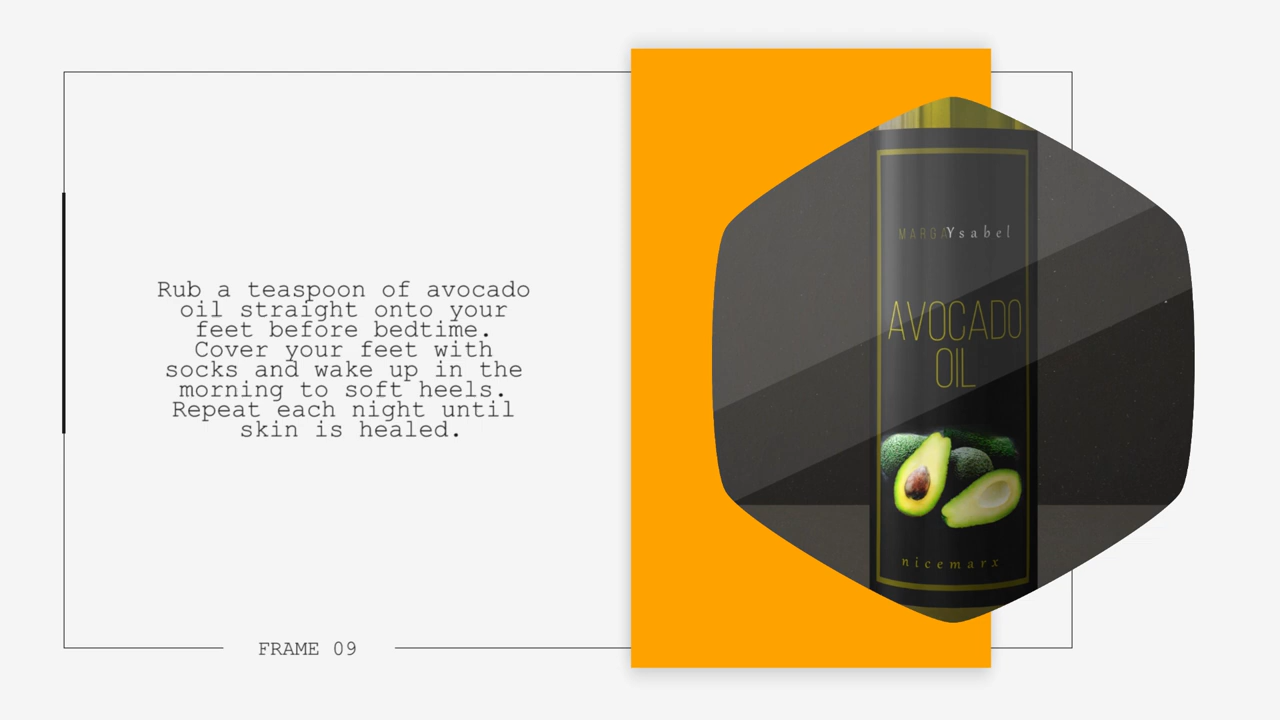 Rub a teaspoon of avocado
oil straight onto your
feet before bedtime.
Cover your feet with
socks and wake up in the
morning to soft heels.
Repeat each night until
skin is healed.
FRAME 09
MARGAYsabel
AVOCADO
OIL
nicemarx